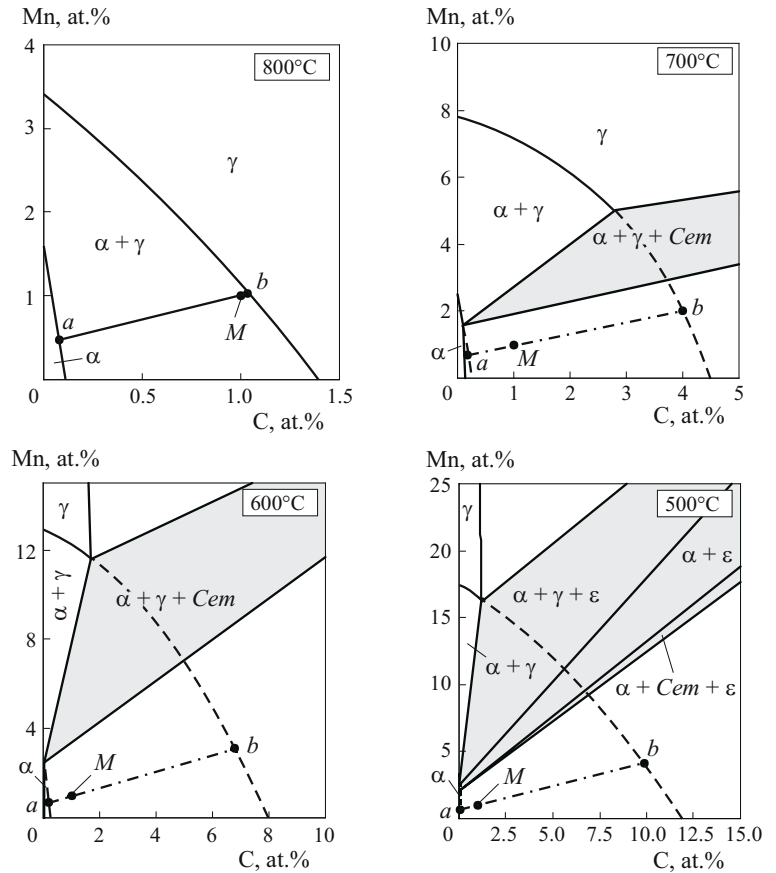 Mn, at.%
4
3
2
1
0
0.5
1.0
1.5
C, at.%
800°C
γ
α + γ
a
b
M
α
Mn, at.%
10
8
6
4
2
0
1
2
3
4
5
C, at.%
700°C
γ
α + γ
α + γ + Cem
b
α
a
M
Mn, at.%
12
8
4
0
2
4
6
8
10
C, at.%
600°C
γ
α + γ
α + γ + Cem
α
a
M
b
Mn, at.%
25
20
15
10
5
0
2.5
5.0
7.5
10.0
12.5
15.0
C, at.%
500°C
γ
α + ε
α + γ + ε
α + γ
α + Cem + ε
α
a
M
b